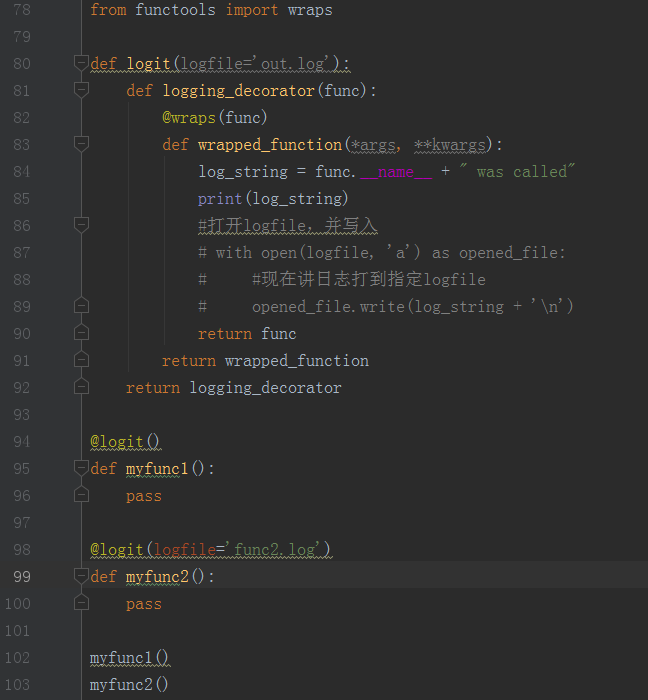 78 from functools import wraps
79
80 def logit(logfile='out.log'):
81     def logging_decorator(func):
82         @wraps(func)
83         def wrapped_function(*args, **kwargs):
84             log_string = func.__name__ + " was called"
85             print(log_string)
86             #打开logfile，并写入
87             # with open(logfile, 'a') as opened_file:
88             #     #现在讲日志打到指定logfile
89             #     opened_file.write(log_string + '\n')
90             return func
91         return wrapped_function
92     return logging_decorator
93
94 @logit()
95 def myfunc1():
96     pass
97
98 @logit(logfile='func2.log')
99 def myfunc2():
100     pass
101
102 myfunc1()
103 myfunc2()